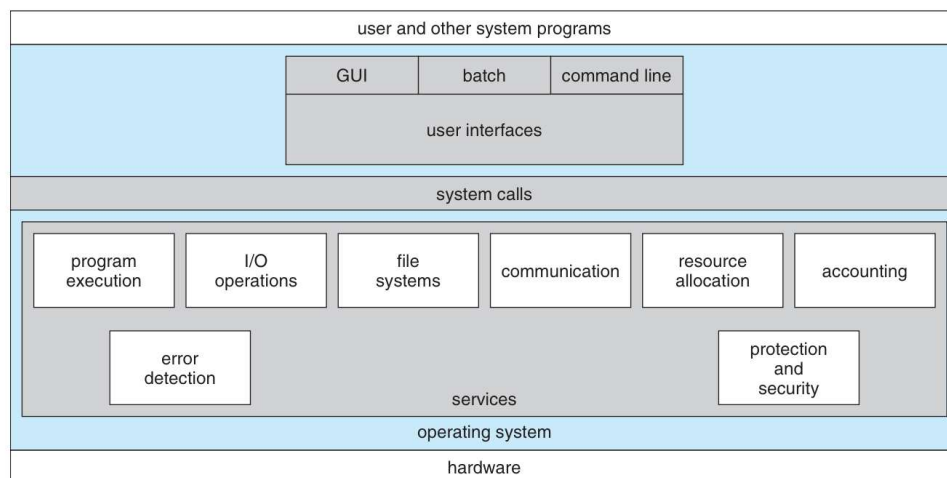 user and other system programs
GUI
batch
command line
user interfaces
system calls
program
execution
I/O
operations
file
systems
communication
resource
allocation
accounting
error
detection
protection
and
security
services
operating system
hardware